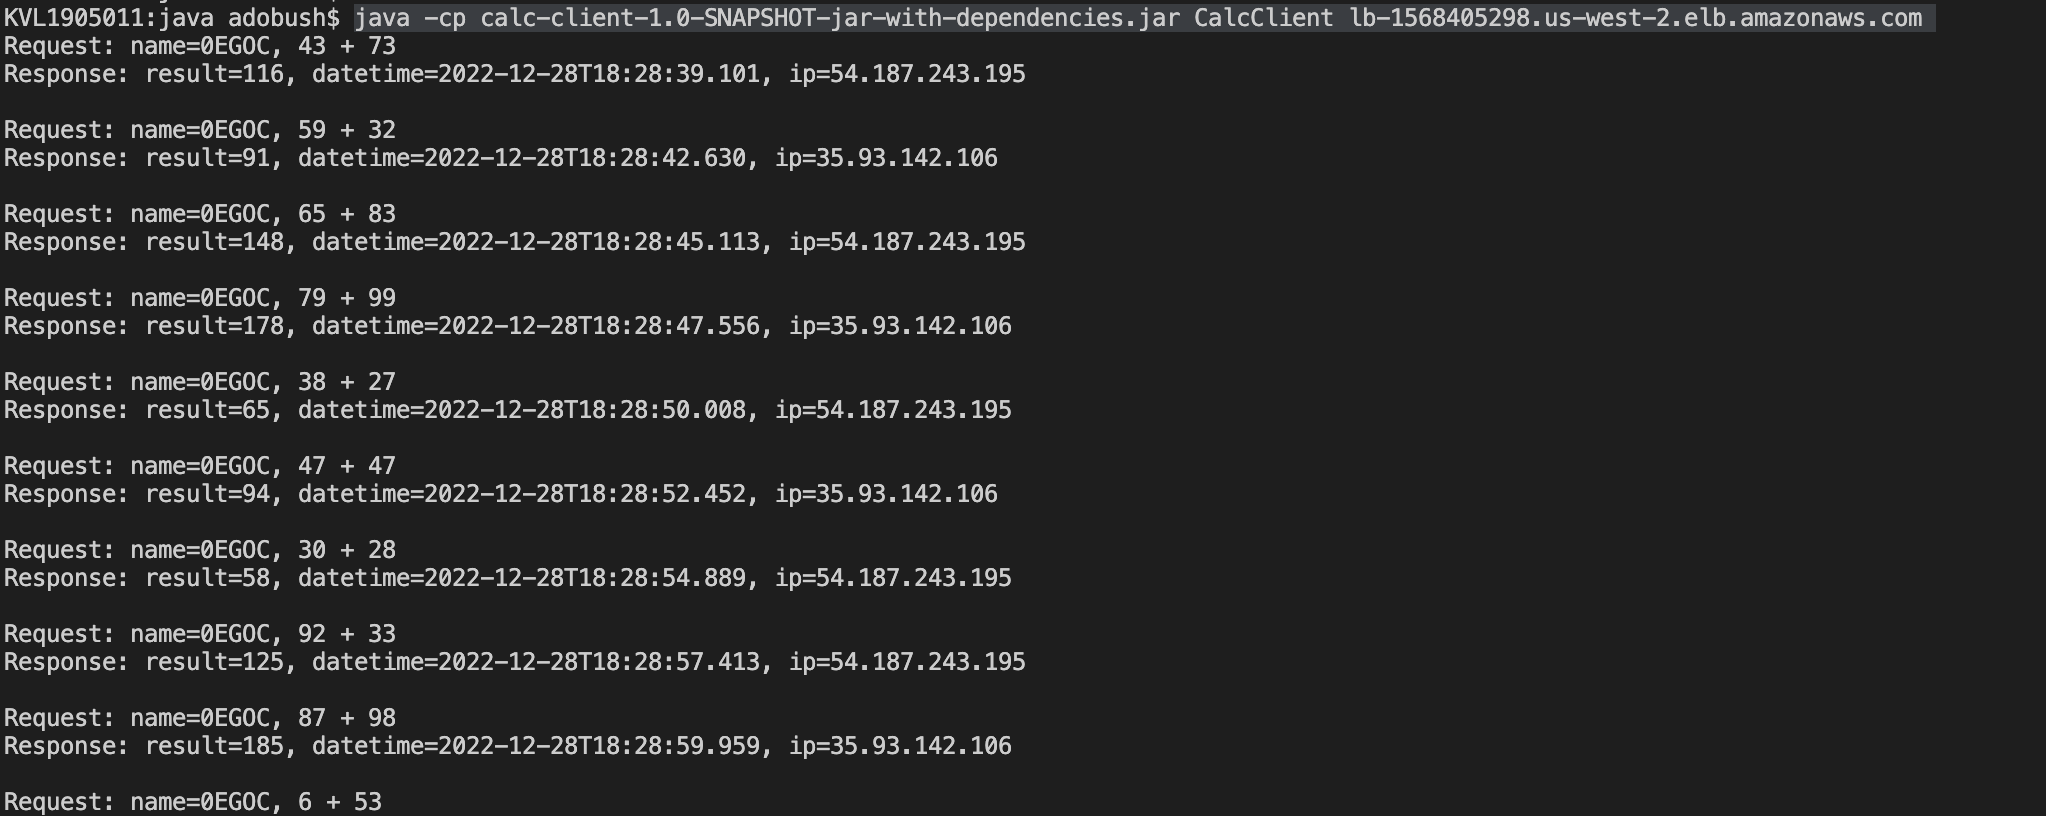 KVL1905011:java adobush$ java -cp calc-client-1.0-SNAPSHOT-jar-with-dependencies.jar CalcClient lb-1568405298.us-west-2.elb.amazonaws.com
Request: name=0EGOC, 43 + 73
Response: result=116, datetime=2022-12-28T18:28:39.101, ip=54.187.243.195
Request: name=0EGOC, 59 + 32
Response: result=91, datetime=2022-12-28T18:28:42.630, ip=35.93.142.106
Request: name=0EGOC, 65 + 83
Response: result=148, datetime=2022-12-28T18:28:45.113, ip=54.187.243.195
Request: name=0EGOC, 79 + 99
Response: result=178, datetime=2022-12-28T18:28:47.556, ip=35.93.142.106
Request: name=0EGOC, 38 + 27
Response: result=65, datetime=2022-12-28T18:28:50.008, ip=54.187.243.195
Request: name=0EGOC, 47 + 47
Response: result=94, datetime=2022-12-28T18:28:52.452, ip=35.93.142.106
Request: name=0EGOC, 30 + 28
Response: result=58, datetime=2022-12-28T18:28:54.889, ip=54.187.243.195
Request: name=0EGOC, 92 + 33
Response: result=125, datetime=2022-12-28T18:28:57.413, ip=54.187.243.195
Request: name=0EGOC, 87 + 98
Response: result=185, datetime=2022-12-28T18:28:59.959, ip=35.93.142.106
Request: name=0EGOC, 6 + 53